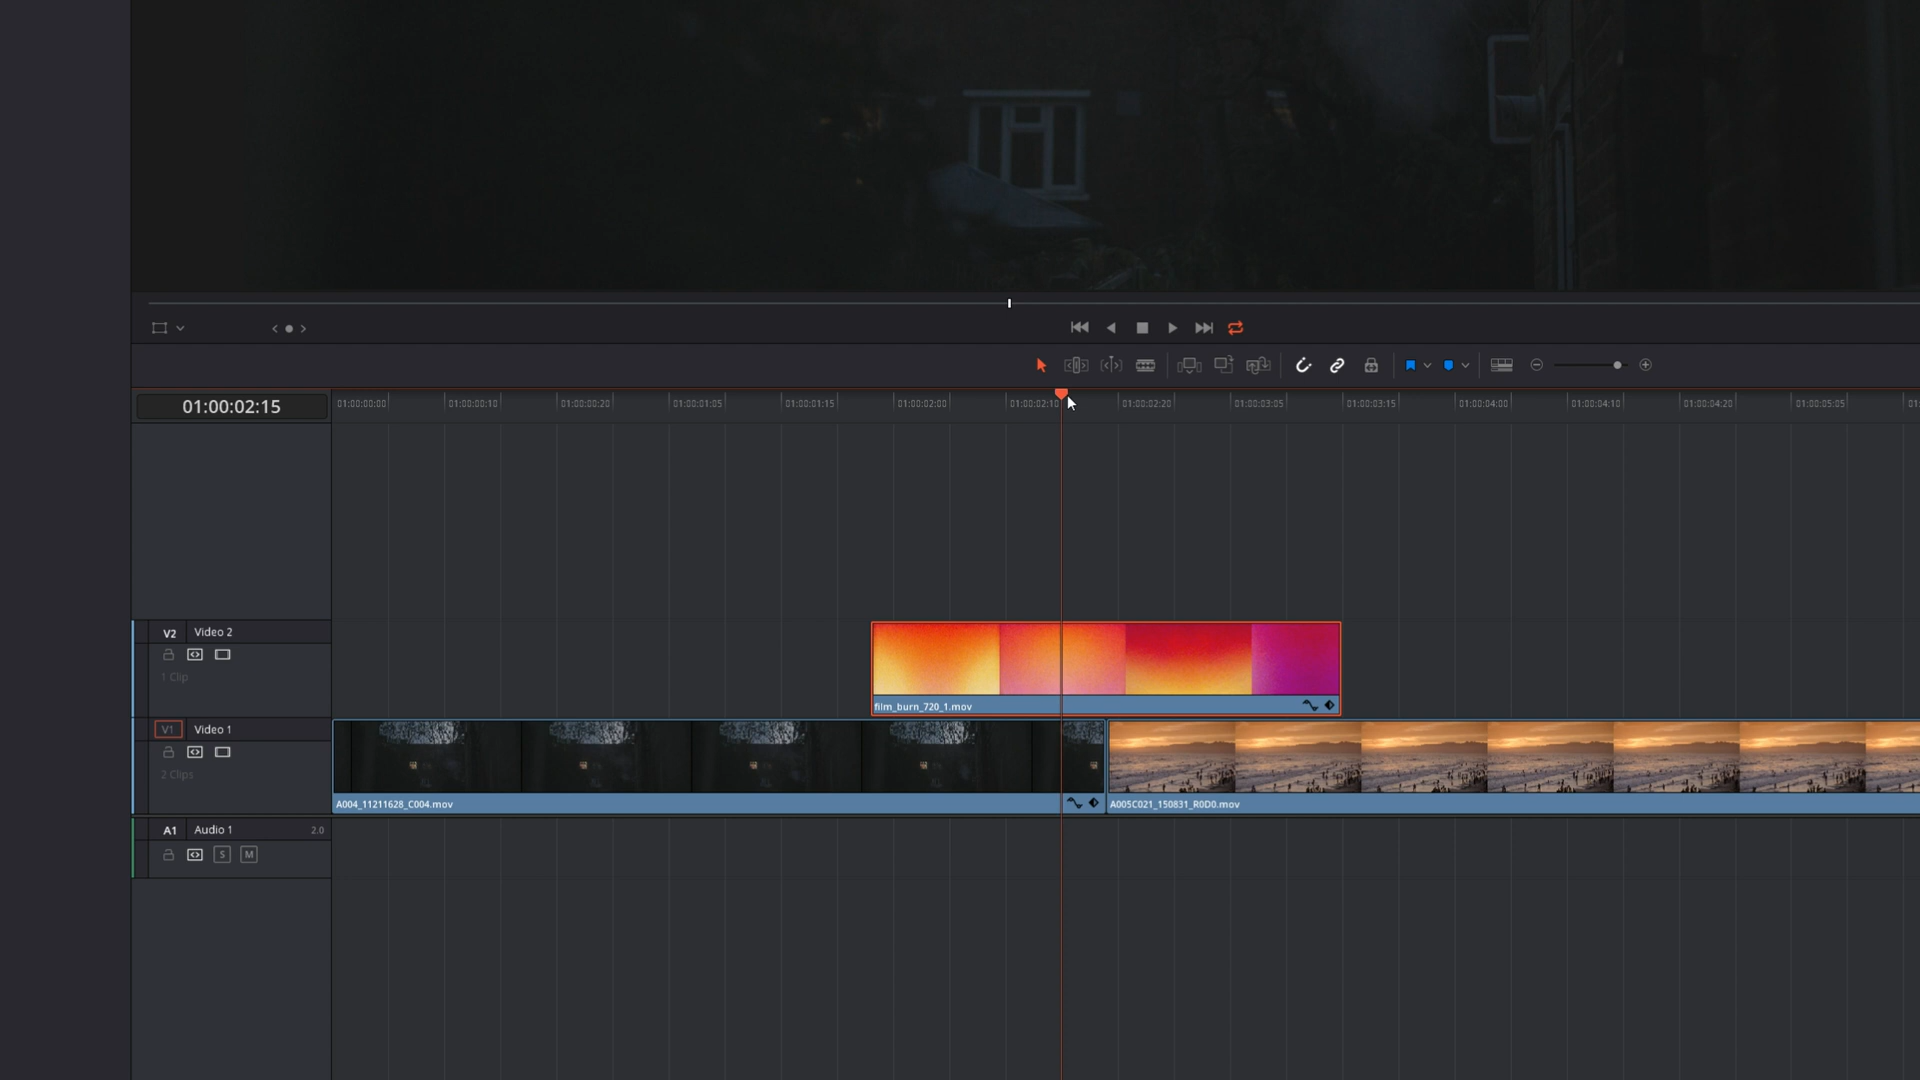 01:00:02:15
01:00:00:00 01:00:00:10 01:00:00:20 01:00:01:05 01:00:01:15 01:00:02:00 01:00:02:10 01:00:02:20 01:00:03:05 01:00:03:15 01:00:04:00 01:00:04:10 01:00:04:20 01:00:05:05 01:
V2 Video 2
1 Clip
film_burn_720_1.mov
V1 Video 1
2 Clips
A004_11211628_C004.mov A005C021_150831_R0D0.mov
A1 Audio 1 2.0
S M